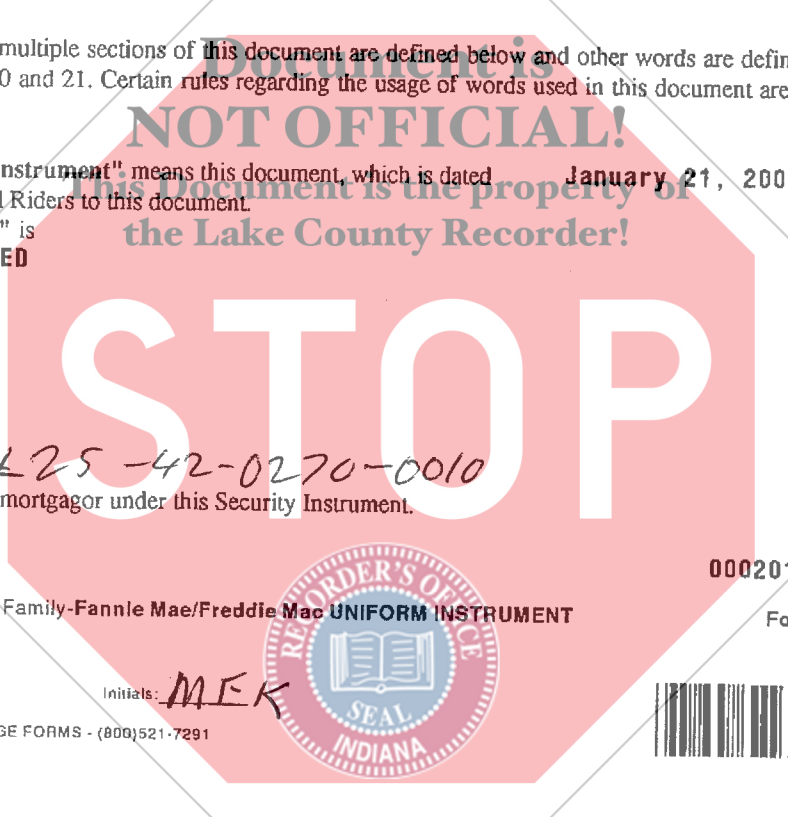 multiple sections of this document are defined below and other words are defin
Document is
0 and 21. Certain rules regarding the usage of words used in this document are
NOT OFFICIAL!
nstrument" means this document, which is dated January 21, 200
This Document is the property of
l Riders to this document.
" is
the Lake County Recorder!
ED
STOP
25-42-0270-0010
mortgagor under this Security Instrument.
RECORDER'S OFFICE
000201
Family-Fannie Mae/Freddie Mac UNIFORM INSTRUMENT
Fo
Initials: MEK
SEAL
GE FORMS - (800)521-7291
INDIANA